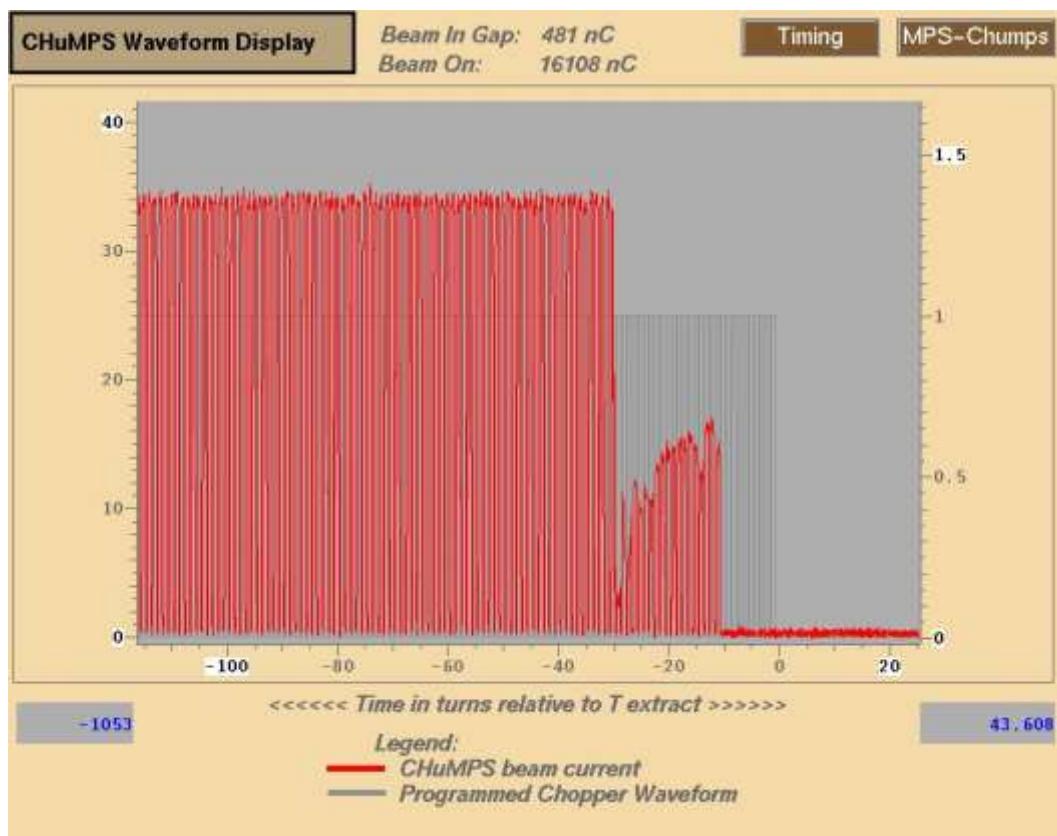 CHuMPS Waveform Display
Beam In Gap: 481 nC
Beam On: 16108 nC
Timing
MPS-Chumps
40
30
20
10
0
1.5
1
0.5
0
-100 -80 -60 -40 -20 0 20
<<<<<< Time in turns relative to T extract >>>>>>
-1053
43.608
Legend:
CHuMPS beam current
Programmed Chopper Waveform